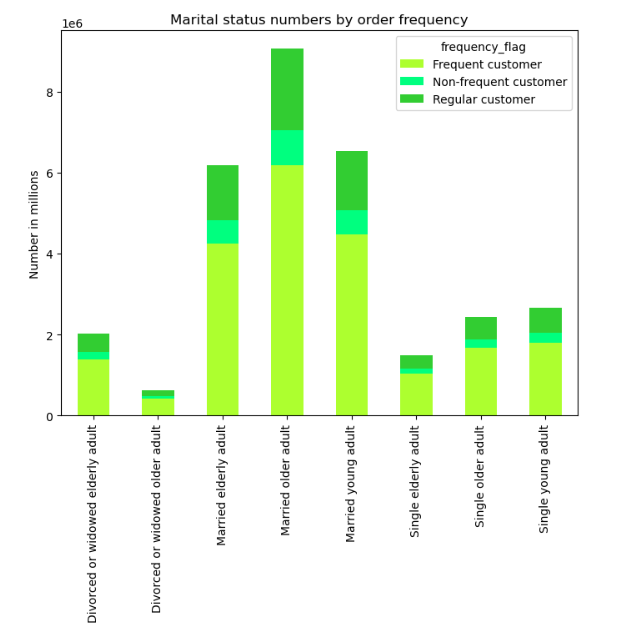 Marital status numbers by order frequency
1e6
frequency_flag
Frequent customer
Non-frequent customer
Regular customer
Number in millions
8
6
4
2
0
Divorced or widowed elderly adult
Divorced or widowed older adult
Married elderly adult
Married older adult
Married young adult
Single elderly adult
Single older adult
Single young adult